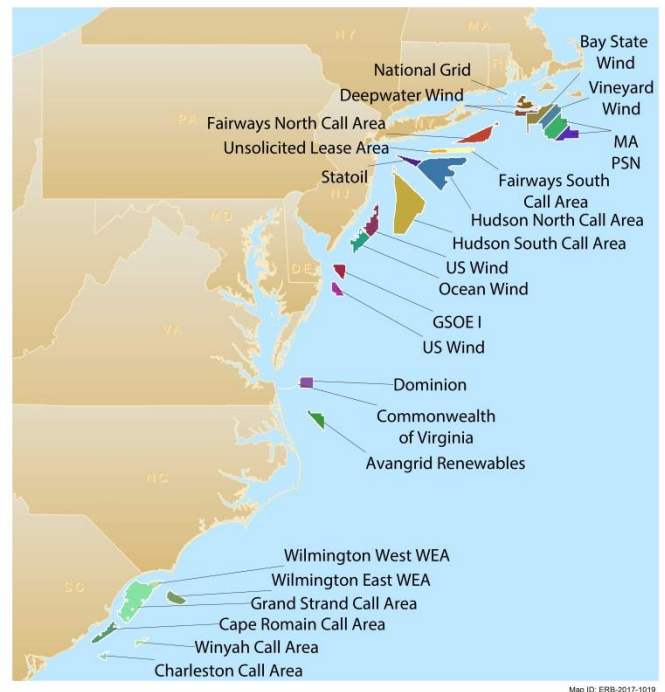 NY
MA
Bay State
Wind
National Grid
RI
Vineyard
Wind
Deepwater Wind
Fairways North Call Area
NY
PA
MA
PSN
Unsolicited Lease Area
Statoil
Fairways South
Call Area
NJ
Hudson North Call Area
Hudson South Call Area
MD
US Wind
DE
Ocean Wind
GSOE I
VA
US Wind
Dominion
Commonwealth
of Virginia
Avangrid Renewables
NC
Wilmington West WEA
Wilmington East WEA
SC
Grand Strand Call Area
Cape Romain Call Area
Winyah Call Area
Charleston Call Area
Map ID: ERB-2017-1019